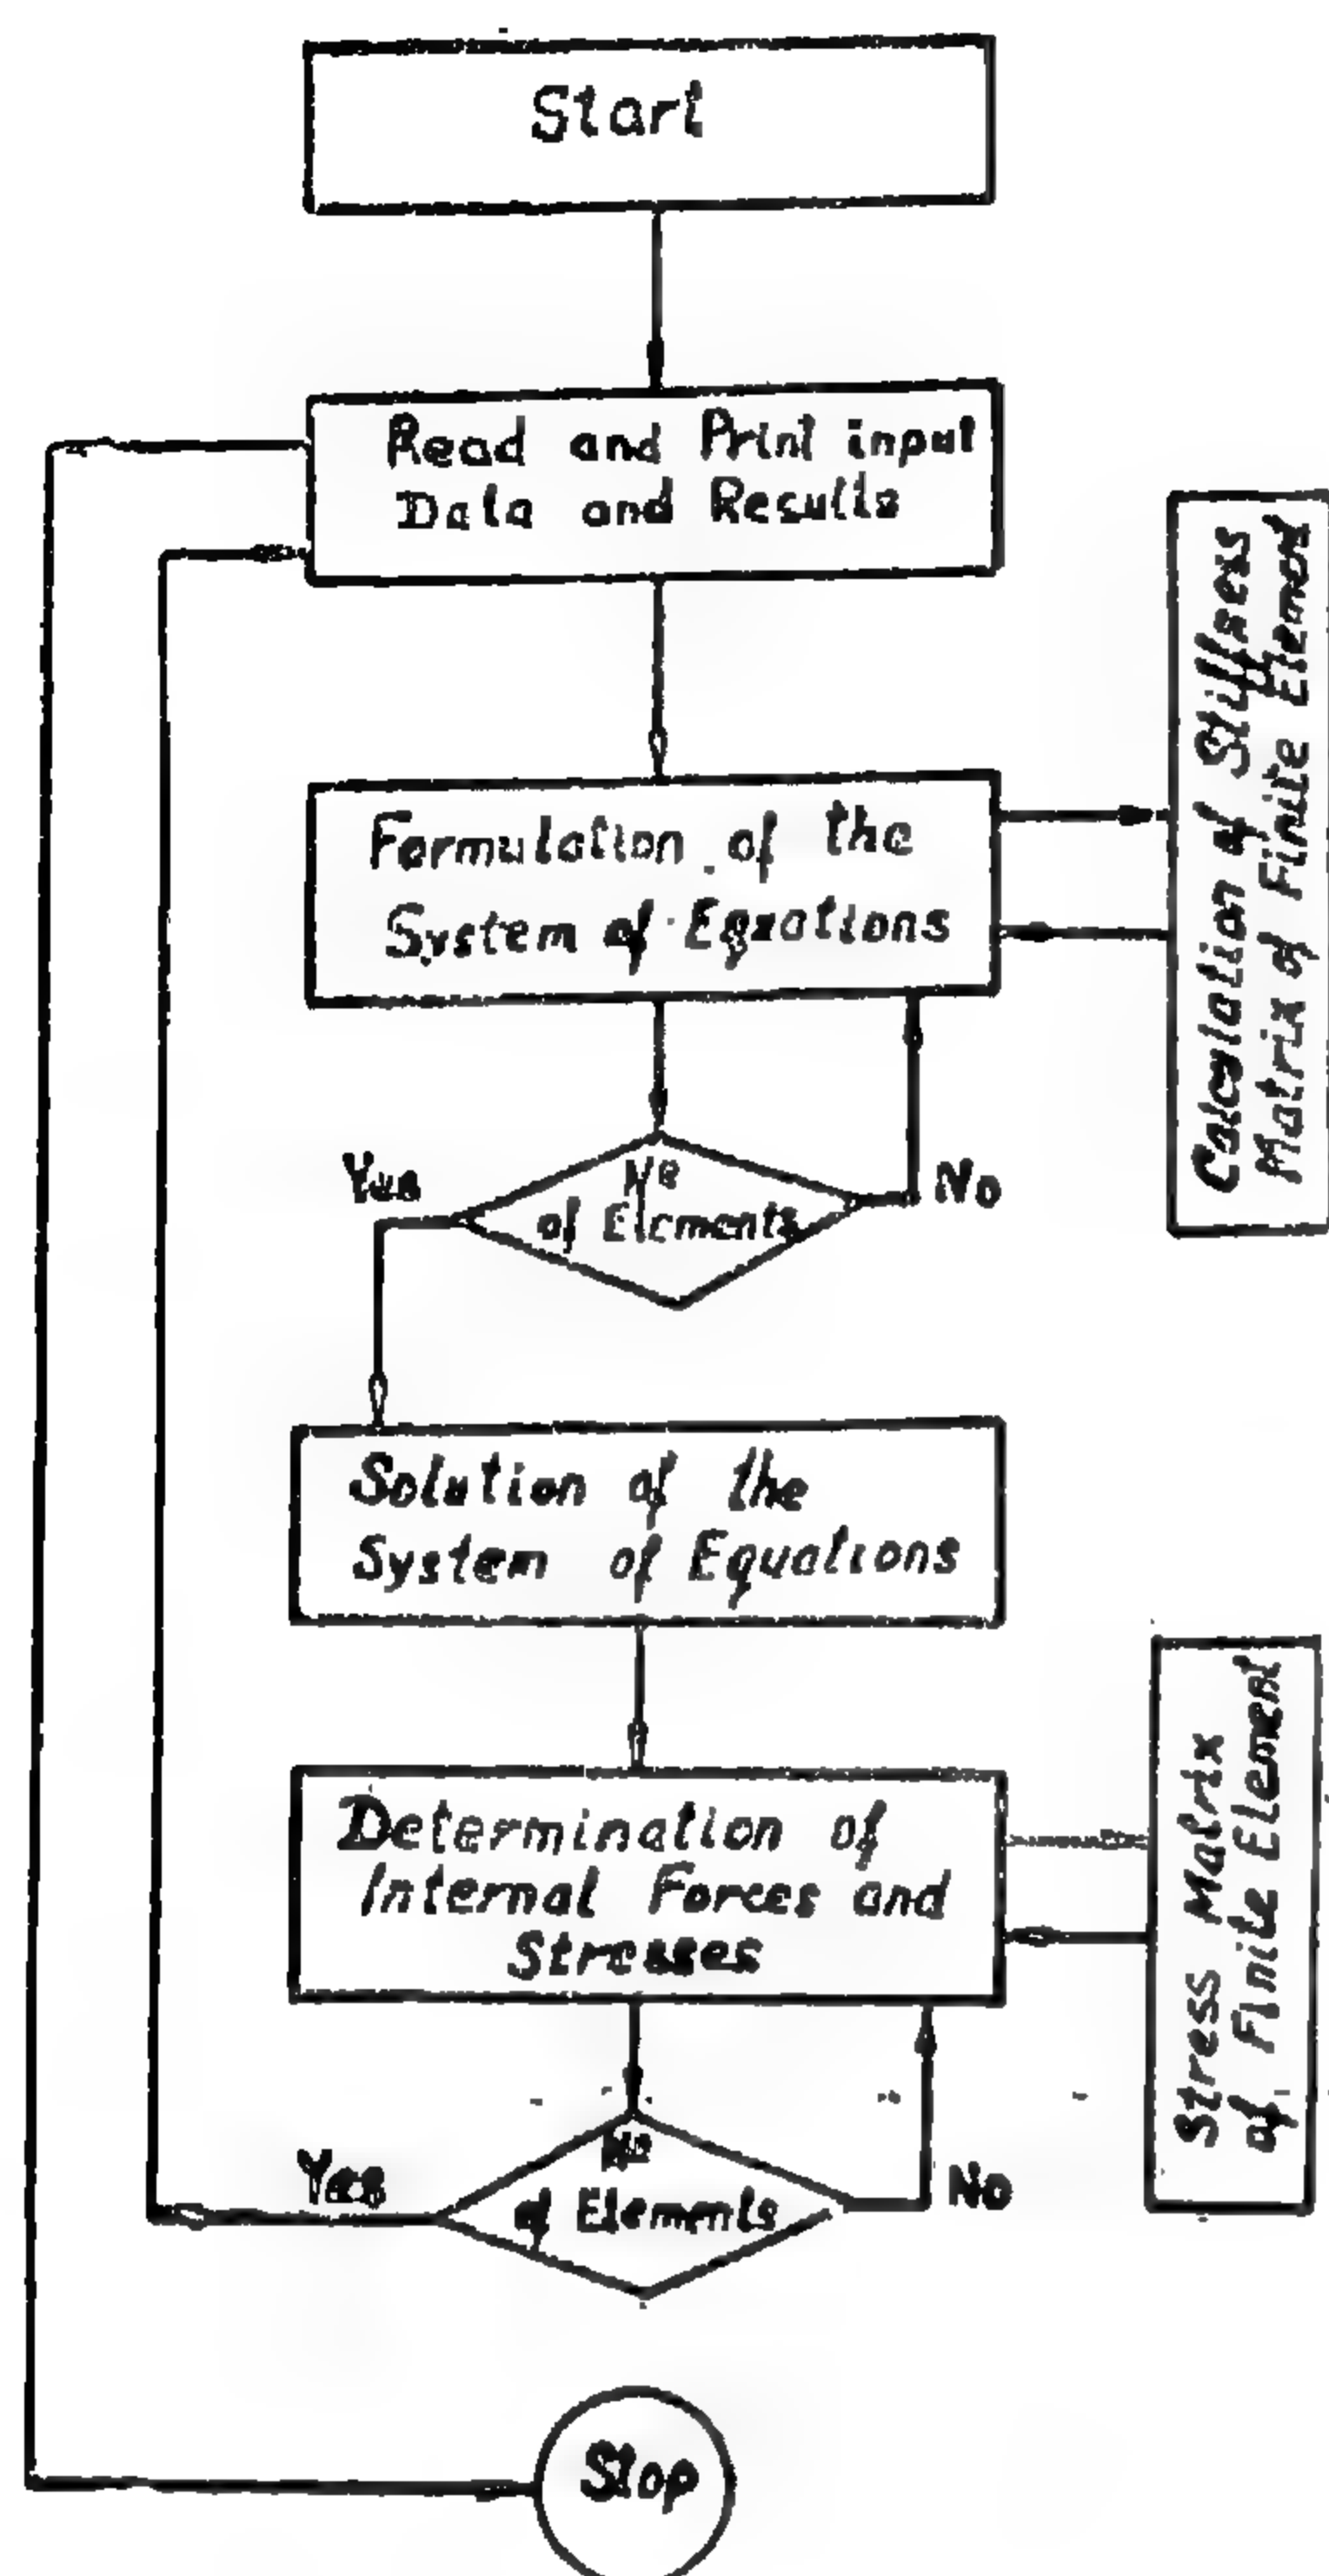 Start
Read and Print input
Data and Results
Calculation of Stiffness
Matrix of Finite Element
Formulation of the
System of Equations
Yes
№
of Elements
No
Solution of the
System of Equations
Determination of
Internal Forces and
Stresses
Stress Matrix
of Finite Element
Yes
№
of Elements
No
Stop